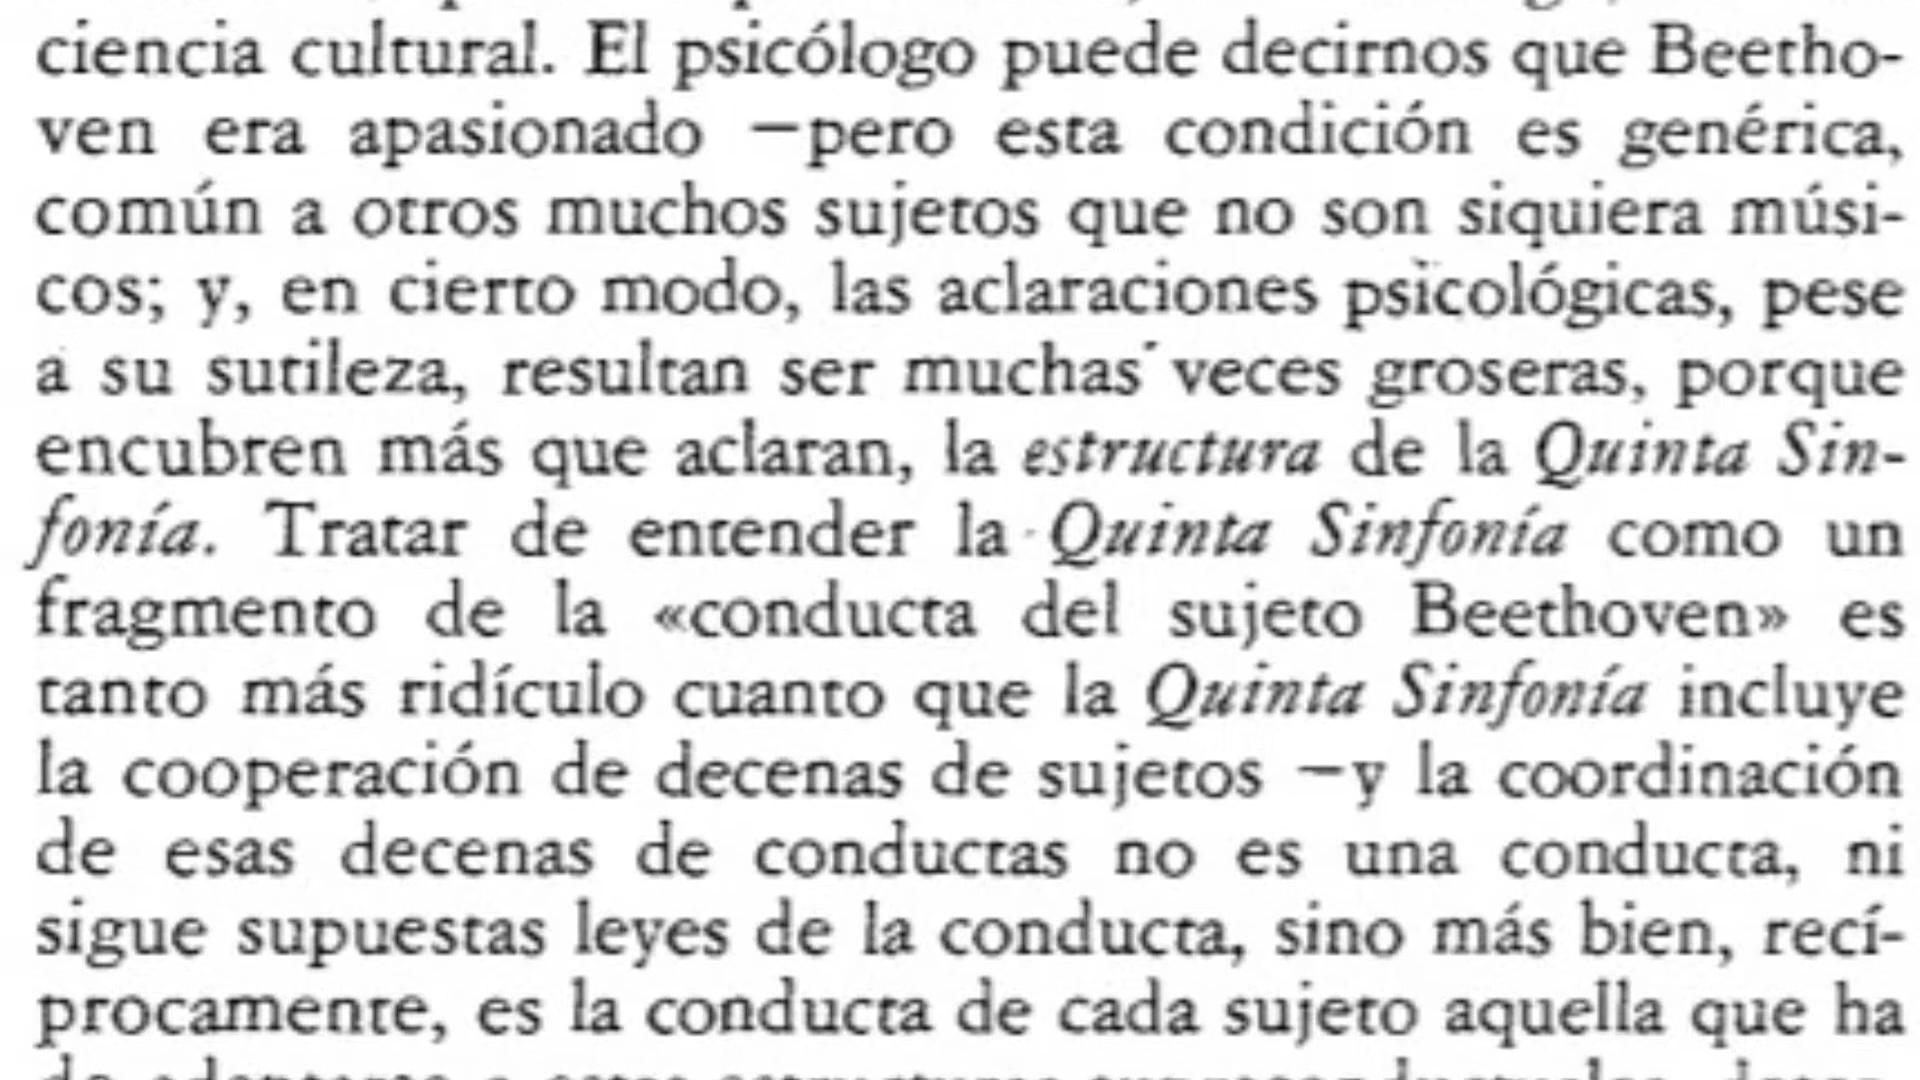 ciencia cultural. El psicólogo puede decirnos que Beetho-
ven era apasionado —pero esta condición es genérica,
común a otros muchos sujetos que no son siquiera músi-
cos; y, en cierto modo, las aclaraciones psicológicas, pese
a su sutileza, resultan ser muchas veces groseras, porque
encubren más que aclaran, la estructura de la Quinta Sin-
fonía. Tratar de entender la Quinta Sinfonía como un
fragmento de la «conducta del sujeto Beethoven» es
tanto más ridículo cuanto que la Quinta Sinfonía incluye
la cooperación de decenas de sujetos —y la coordinación
de esas decenas de conductas no es una conducta, ni
sigue supuestas leyes de la conducta, sino más bien, recí-
procamente, es la conducta de cada sujeto aquella que ha